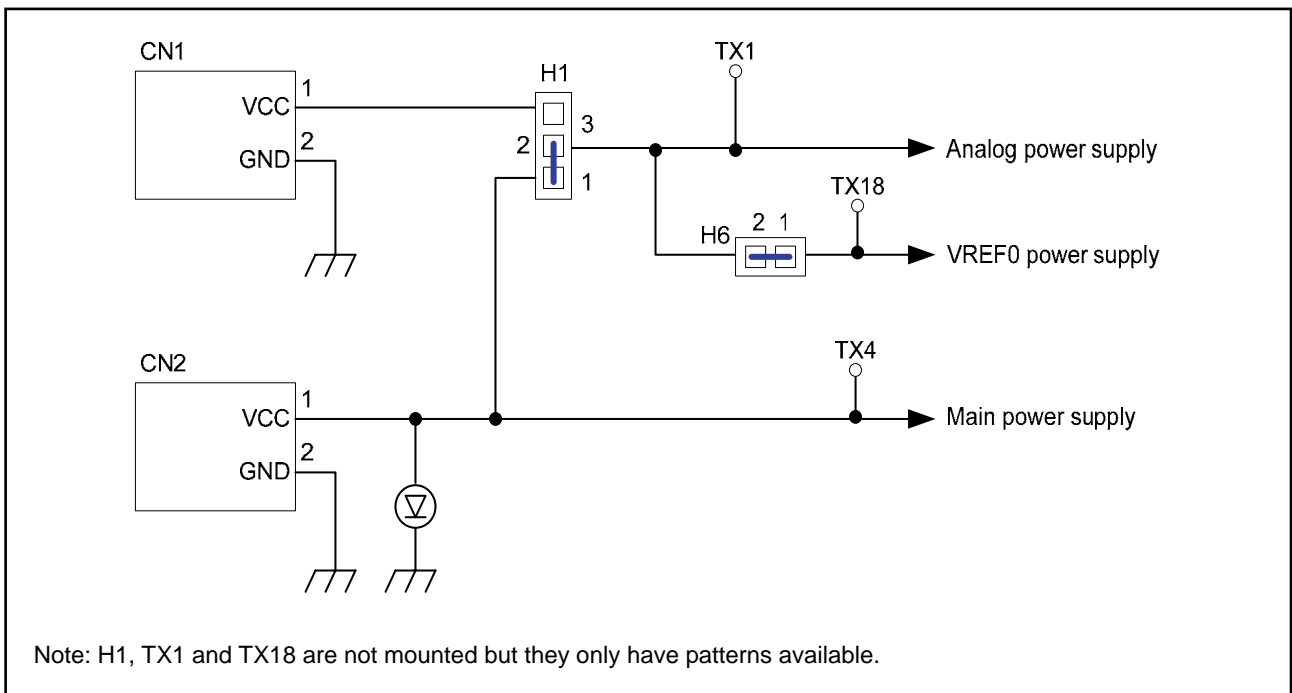 CN1
VCC
1
GND
2
H1
3
2
1
TX1
Analog power supply
TX18
H6
2 1
VREF0 power supply
CN2
VCC
1
GND
2
TX4
Main power supply
Note: H1, TX1 and TX18 are not mounted but they only have patterns available.